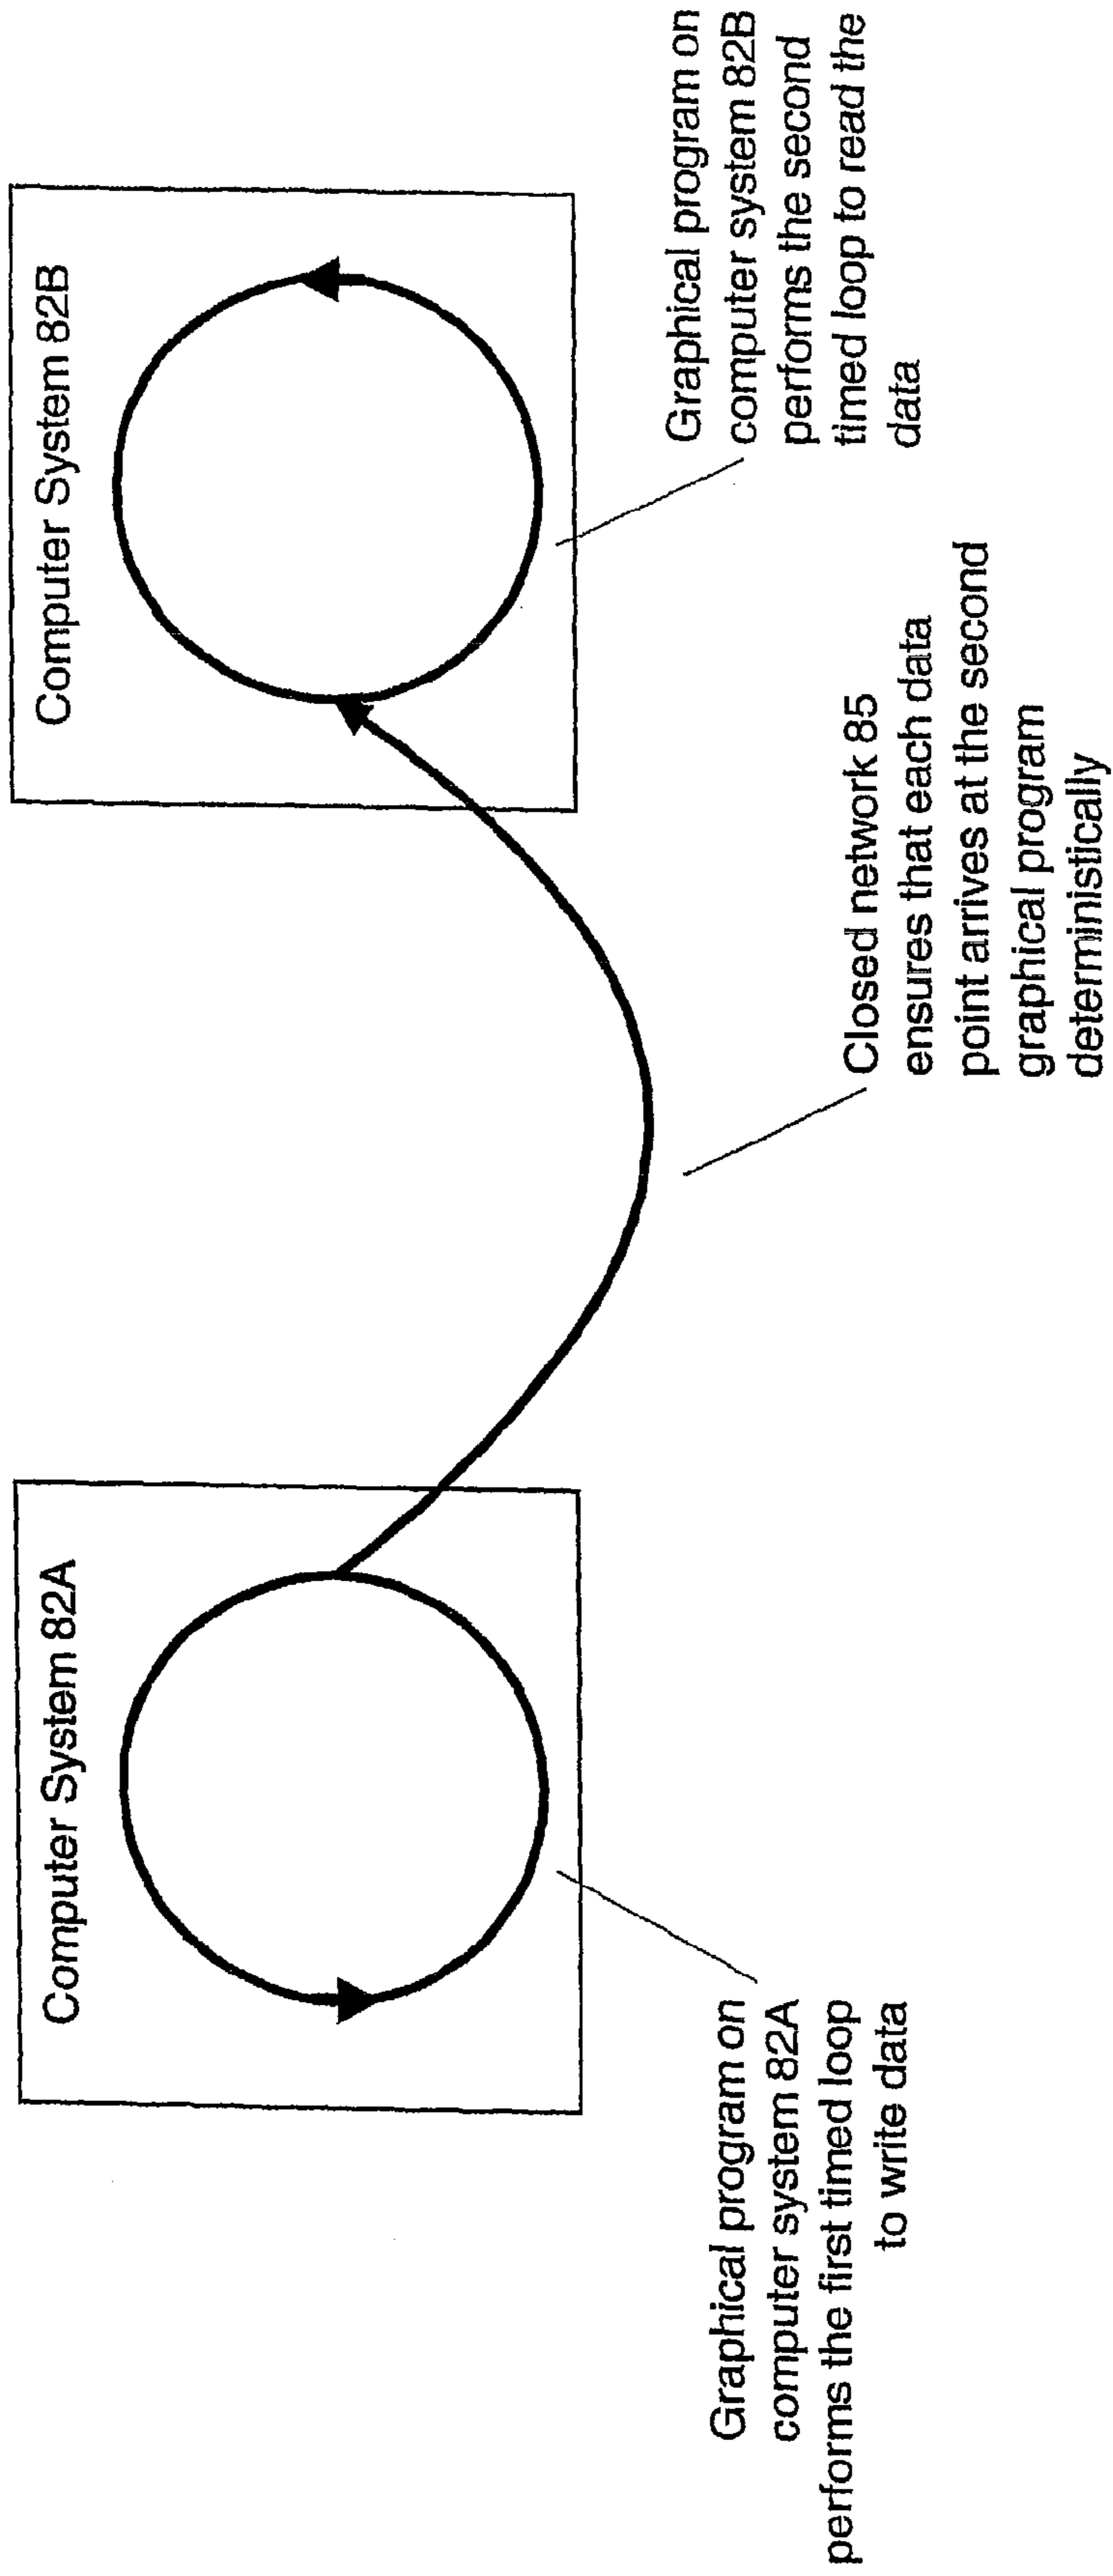 Computer System 82A
Computer System 82B
Graphical program on
computer system 82A
performs the first timed loop
to write data
Closed network 85
ensures that each data
point arrives at the second
graphical program
deterministically
Graphical program on
computer system 82B
performs the second
timed loop to read the
data